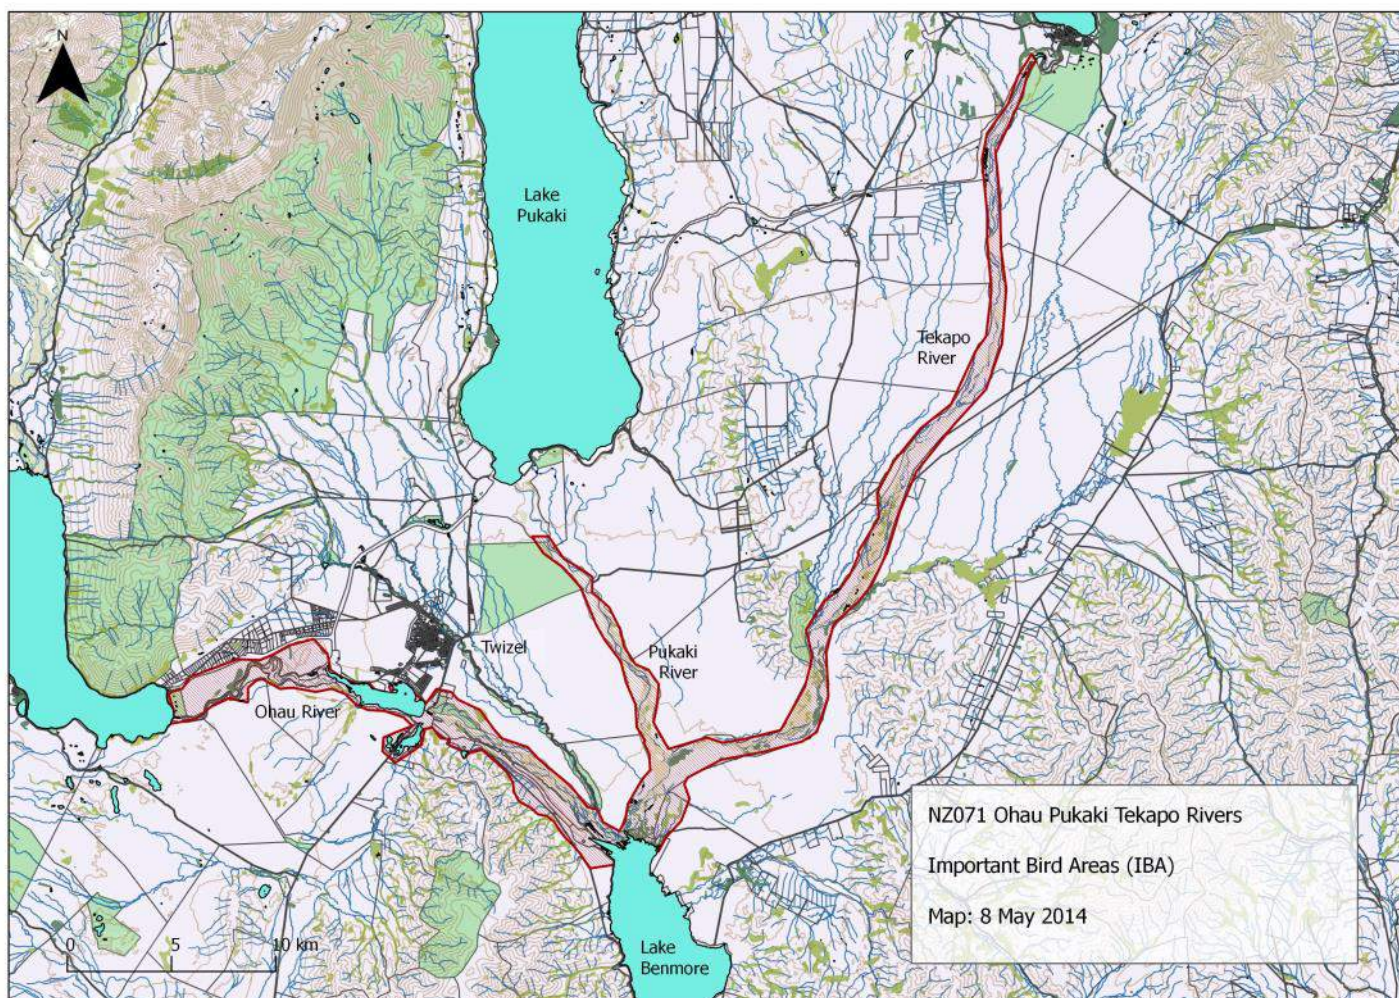 N
Lake
Pukaki
Tekapo
River
Twizel
Pukaki
River
Ohau River
NZ071 Ohau Pukaki Tekapo Rivers
Important Bird Areas (IBA)
Map: 8 May 2014
0 5 10 km
Lake
Benmore